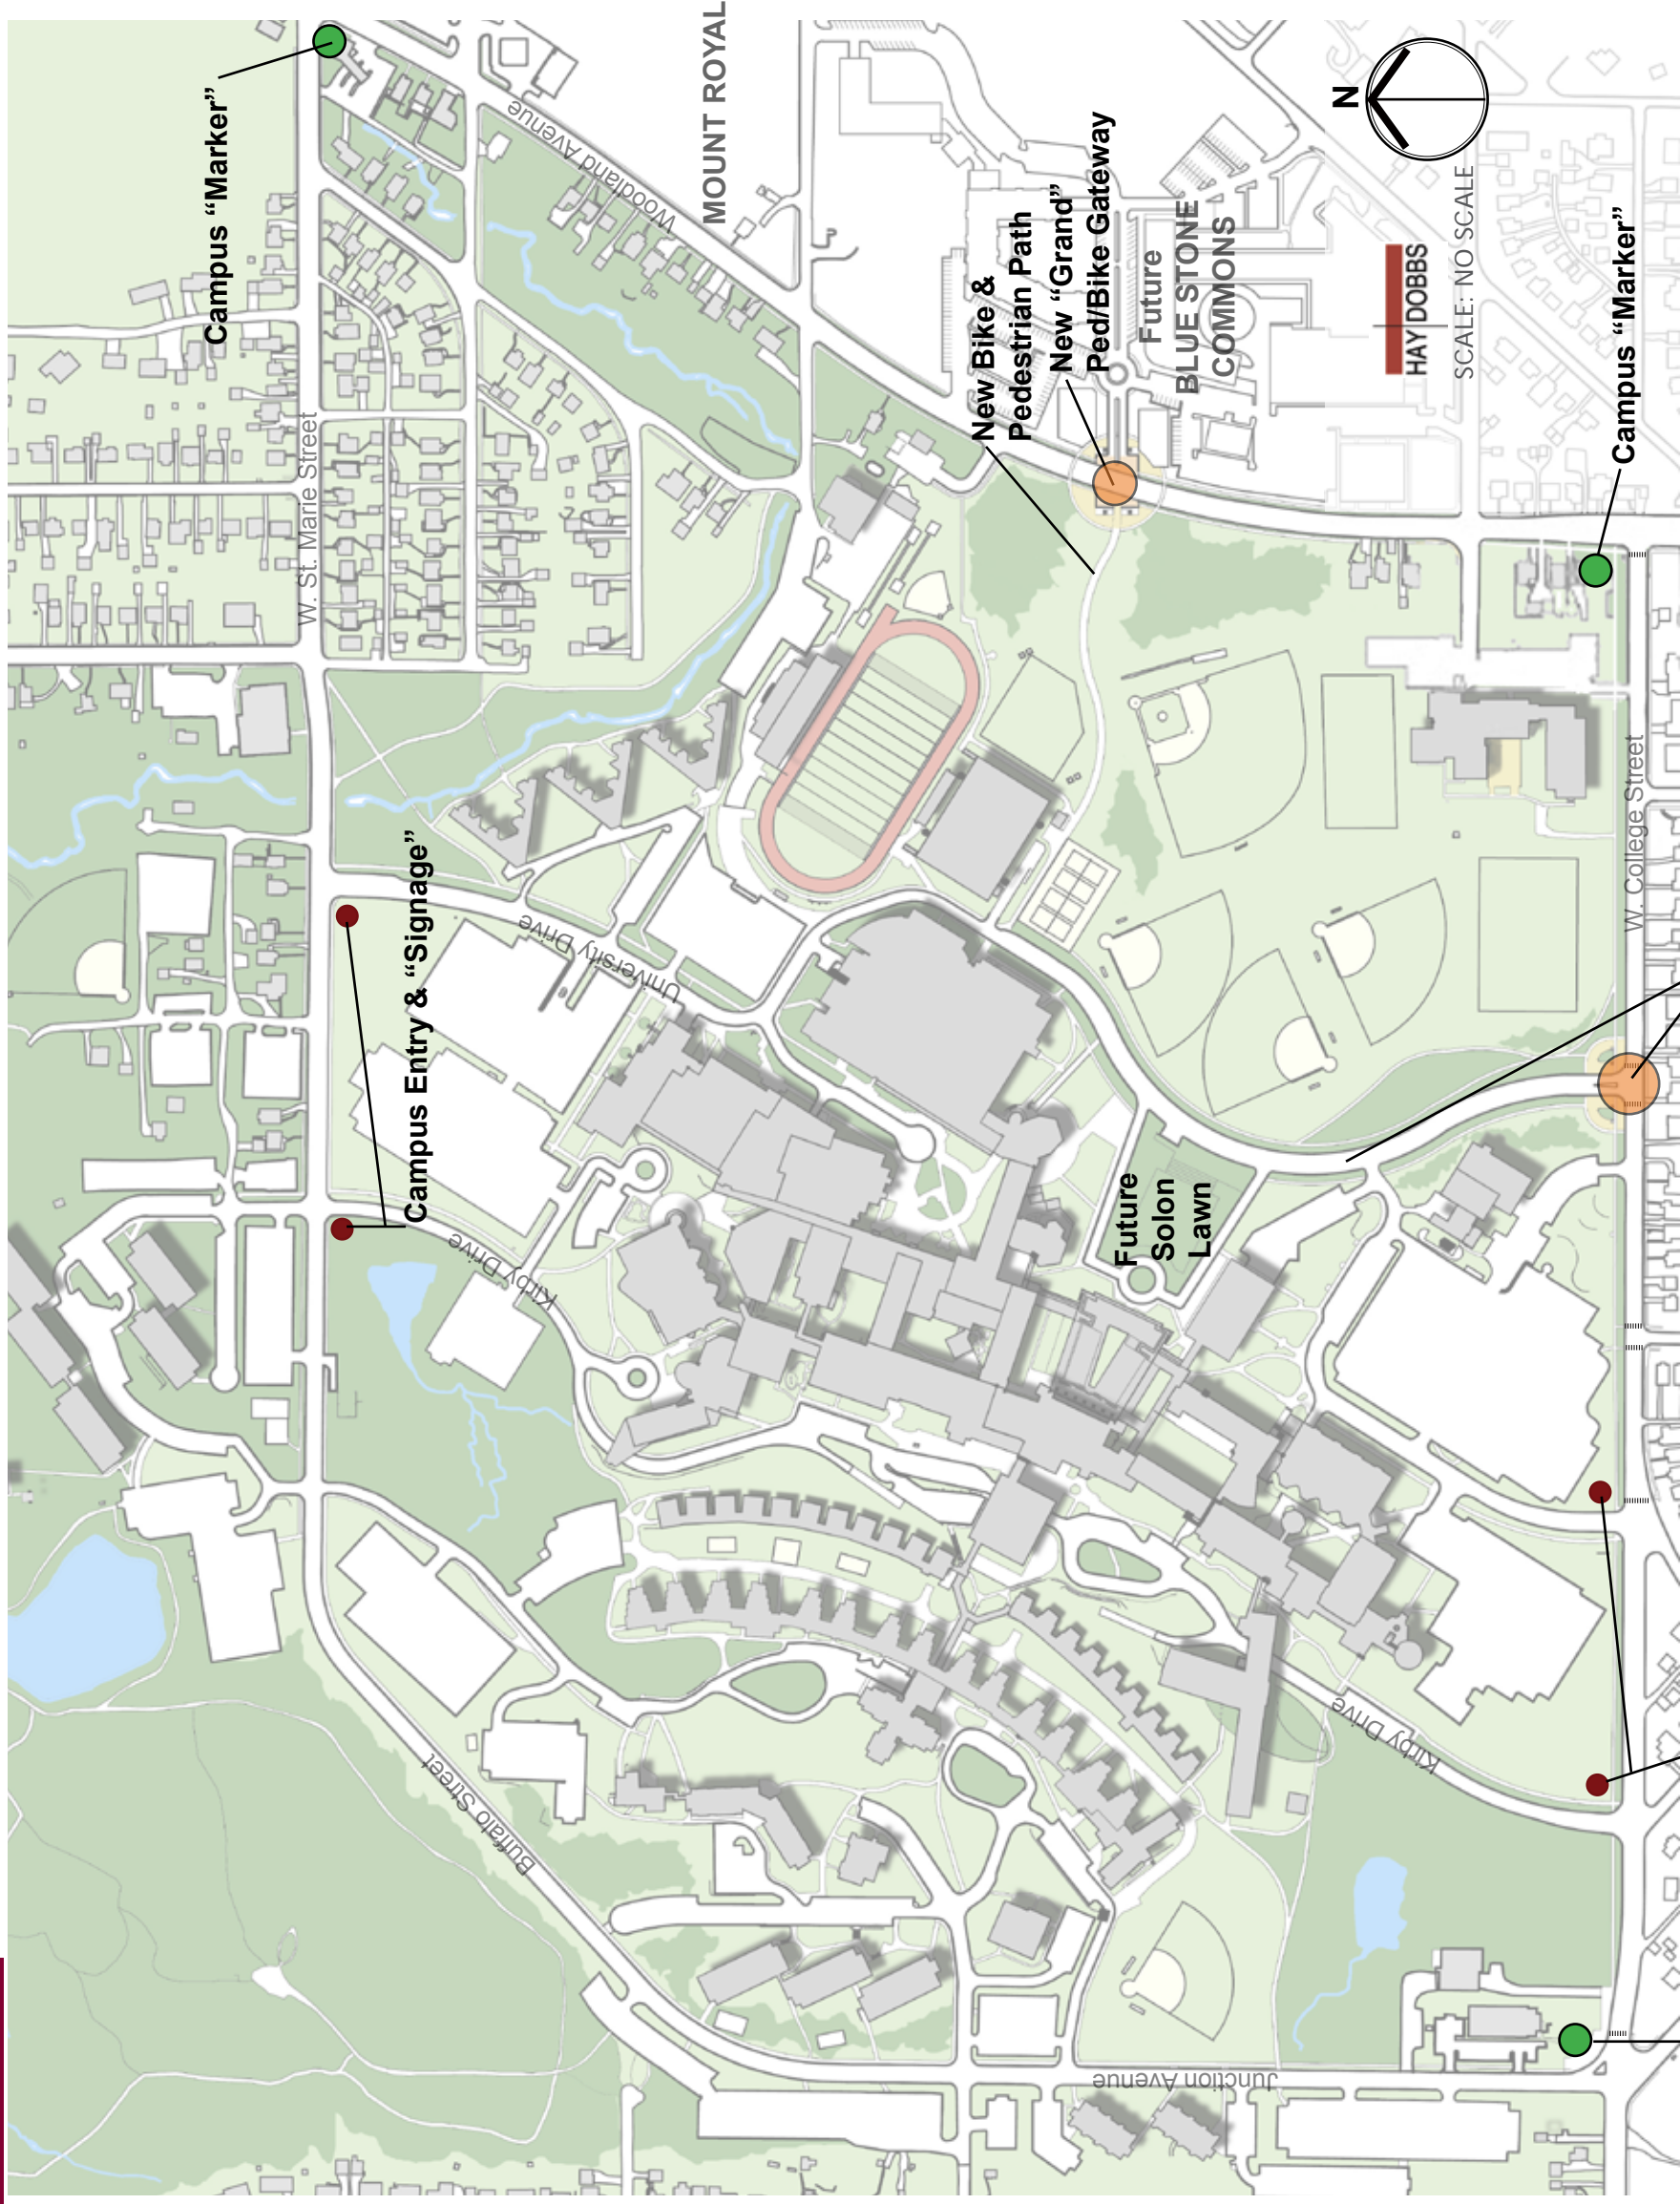 Campus “Marker”
W. St. Marie Street
Woodland Avenue
MOUNT ROYAL
New Bike &
Pedestrian Path
New “Grand”
Ped/Bike Gateway
Future
BLUE STONE
COMMONS
N
HAY DOBBS
SCALE: NO SCALE
Campus “Marker”
W. College Street
Campus Entry & “Signage”
University Drive
Kirby Drive
Future
Solon
Lawn
Kirby Drive
Buffalo Street
Junction Avenue